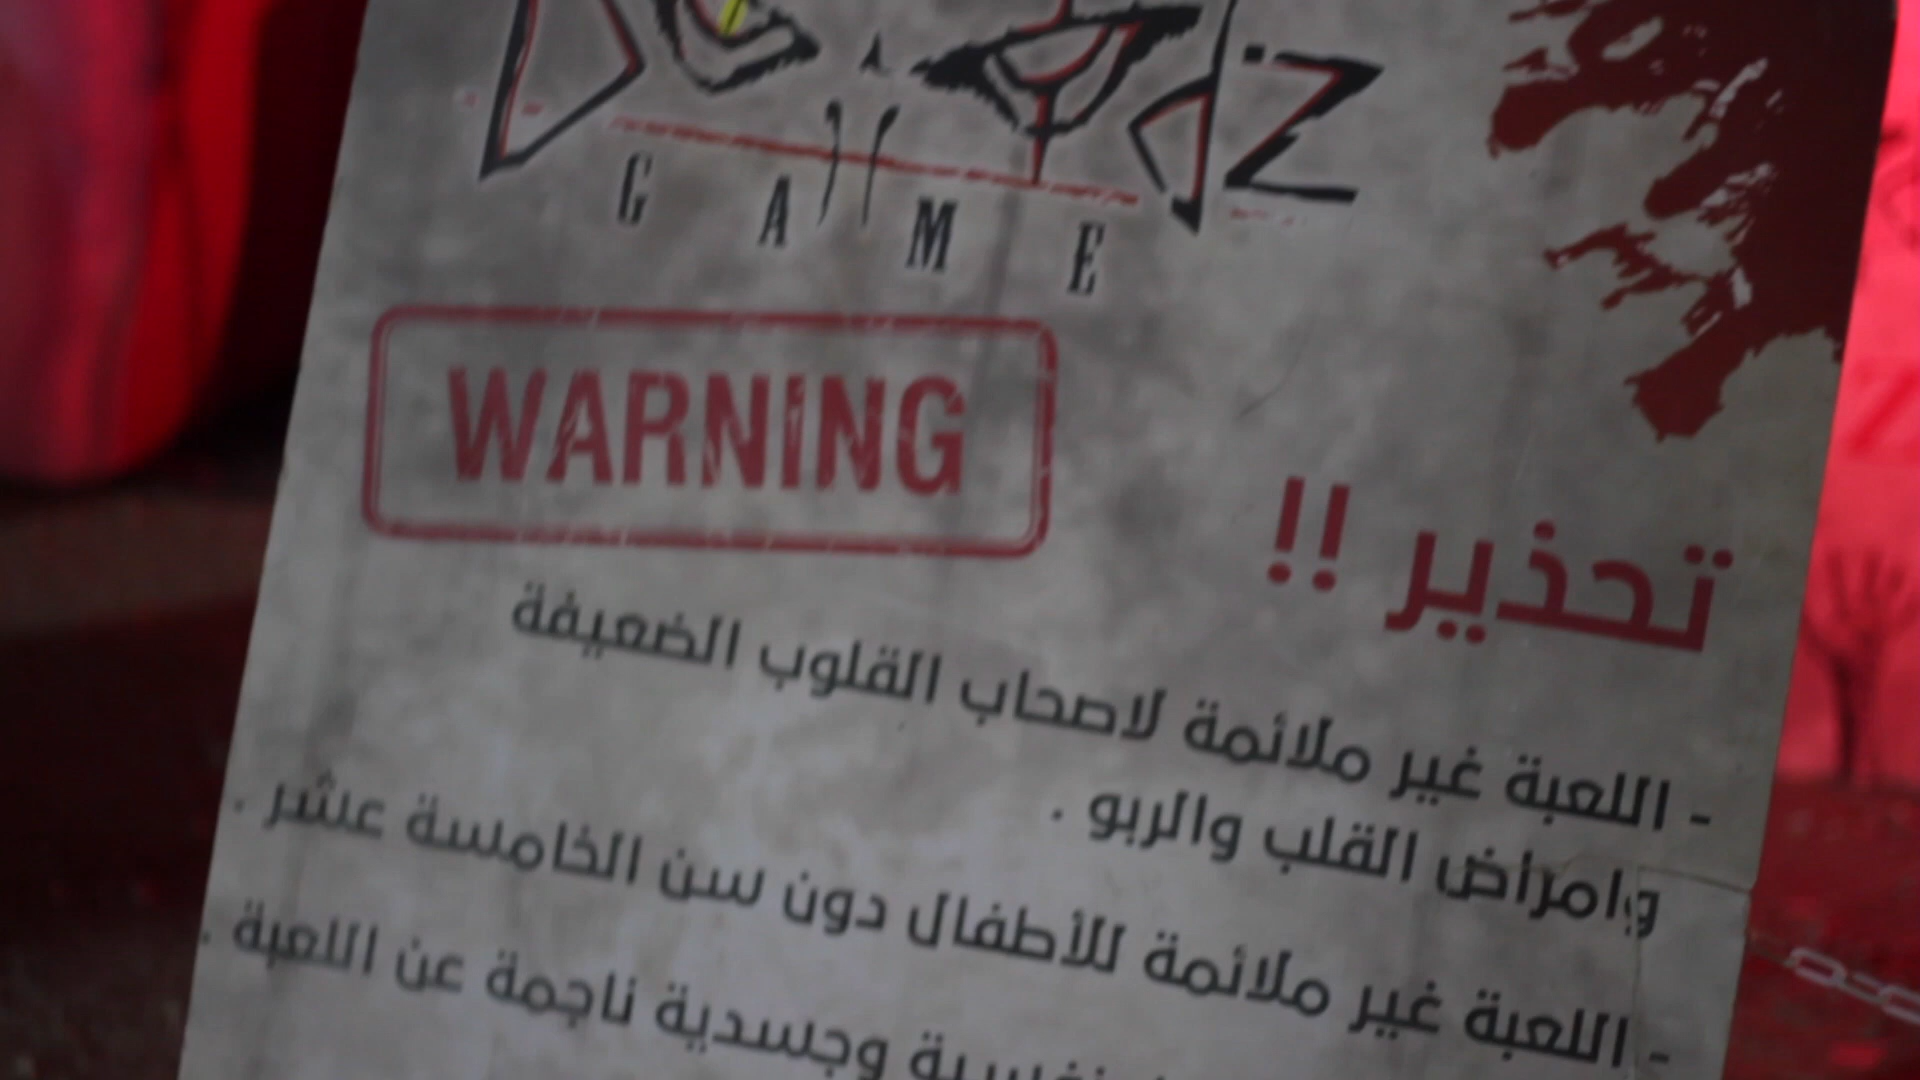 GAME
WARNING
تحذير !!
- اللعبة غير ملائمة لاصحاب القلوب الضعيفة
وامراض القلب والربو .
- اللعبة غير ملائمة للأطفال دون سن الخامسة عشر .
نفسية وجسدية ناجمة عن اللعبة .